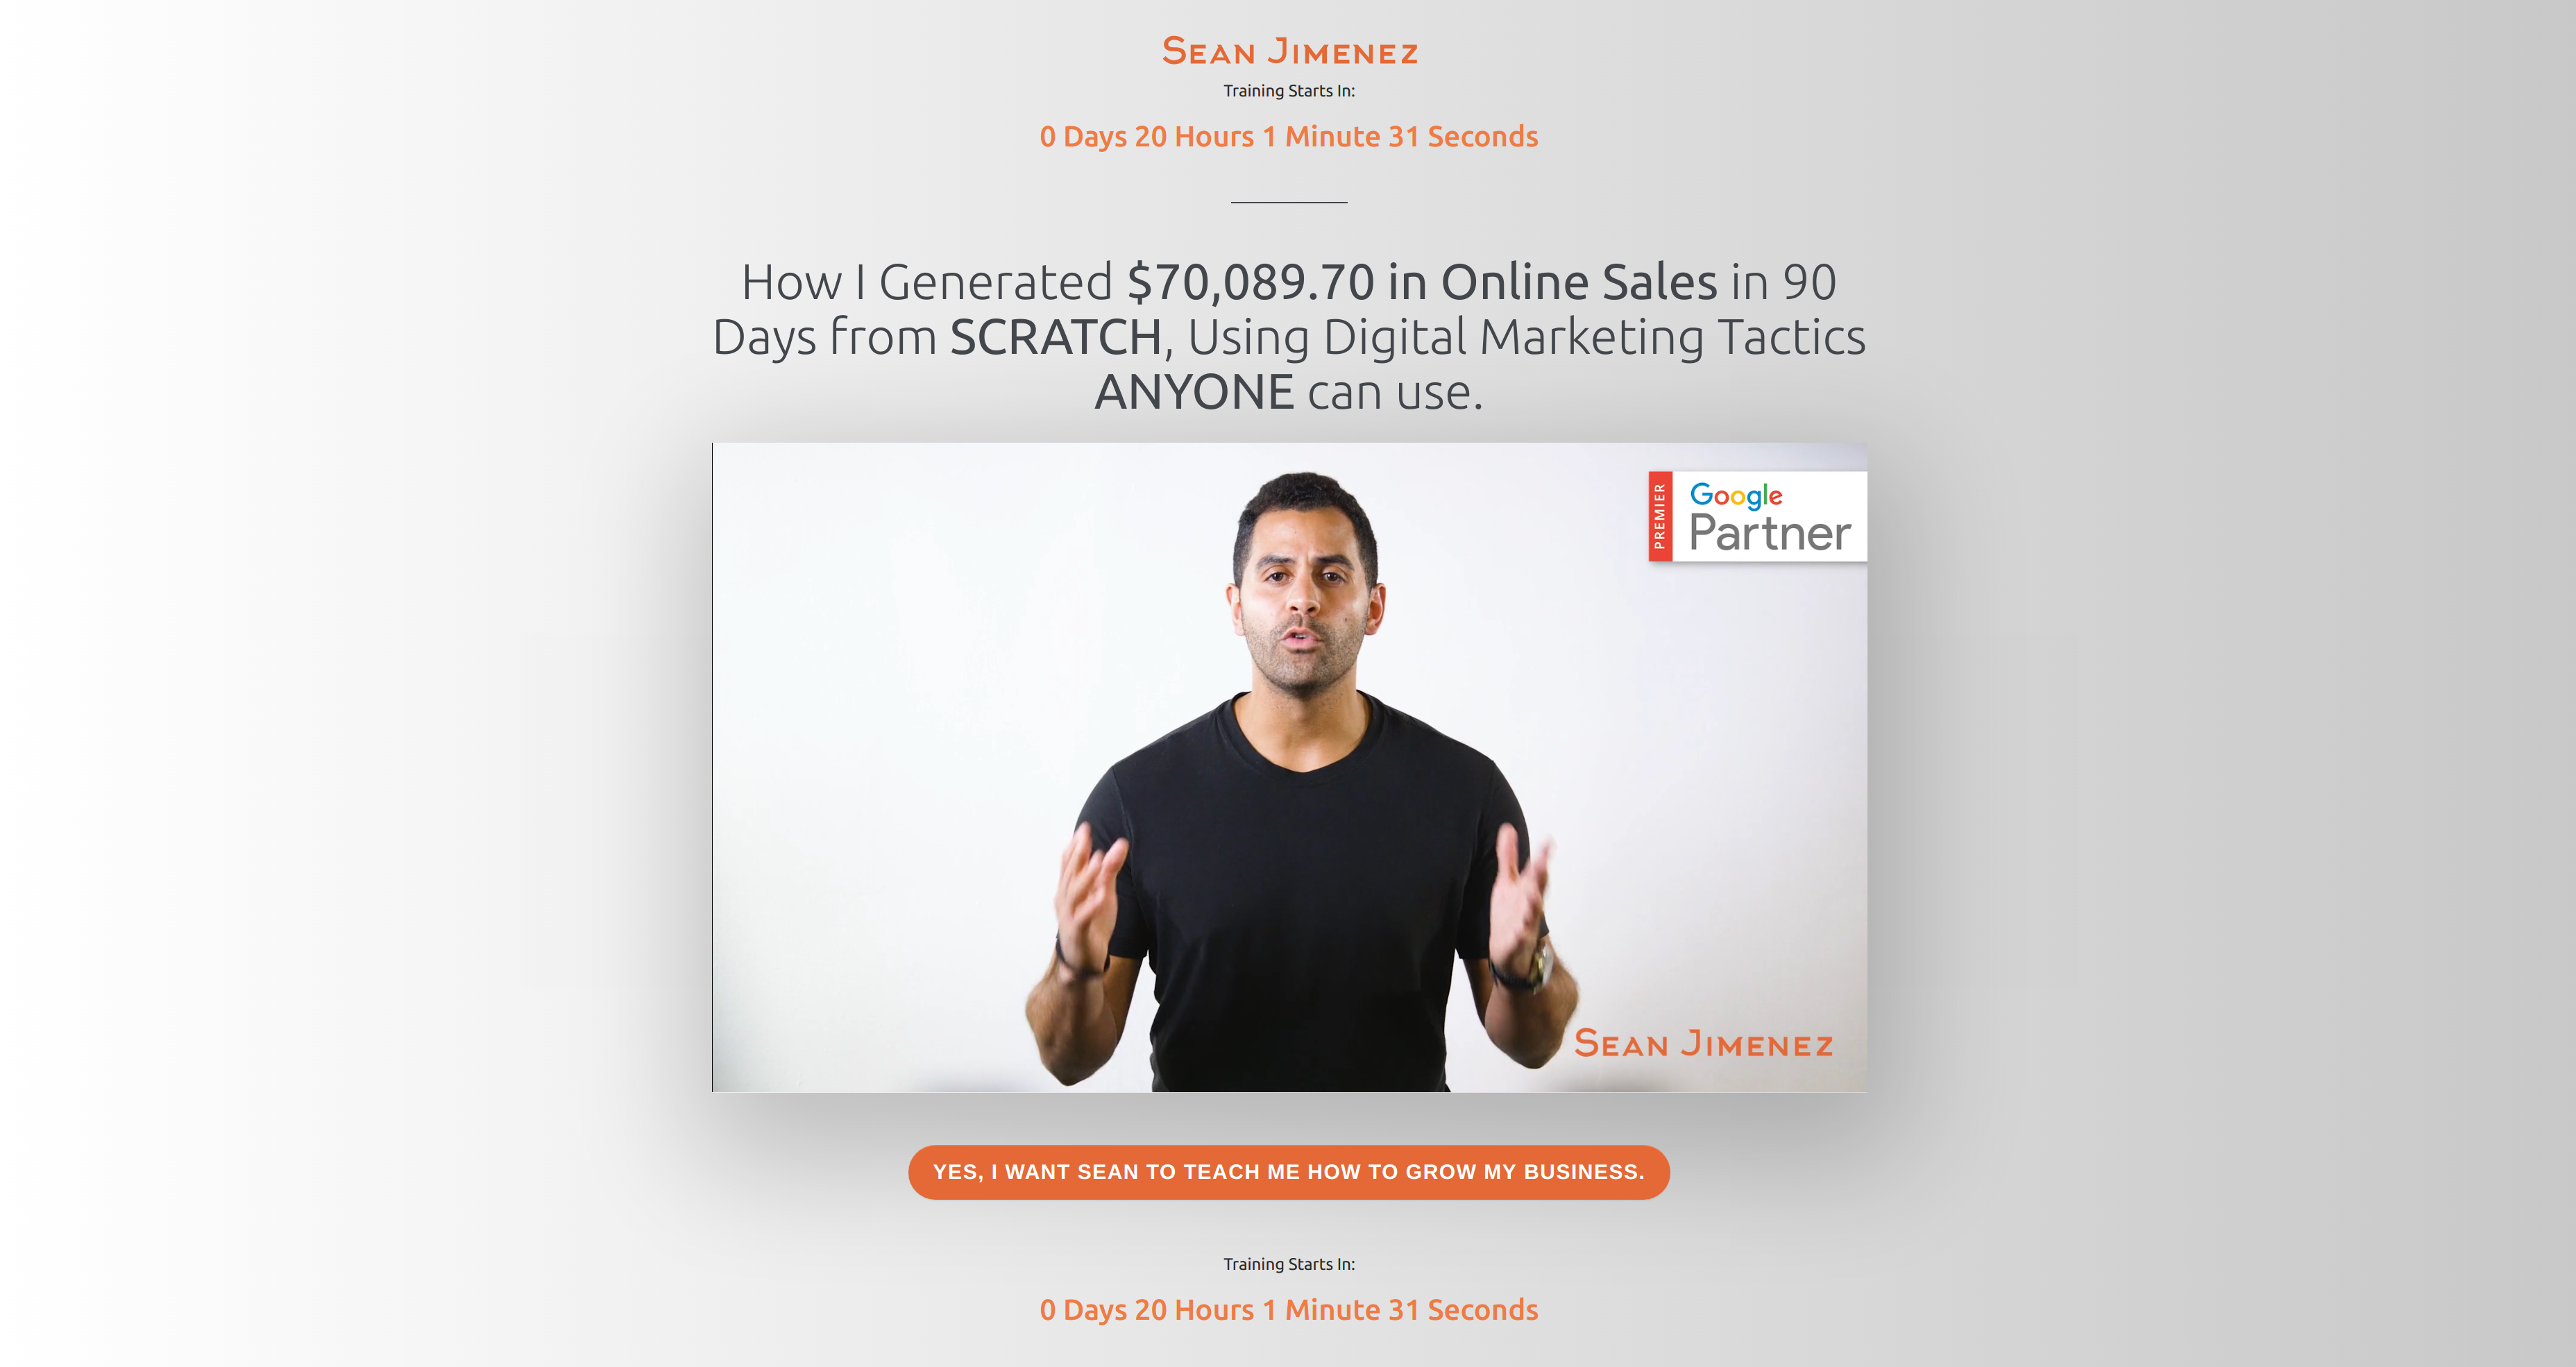 SEAN JIMENEZ
Training Starts In:
0 Days 20 Hours 1 Minute 31 Seconds
How I Generated $70,089.70 in Online Sales in 90
Days from SCRATCH, Using Digital Marketing Tactics
ANYONE can use.
PREMIER
Google
Partner
SEAN JIMENEZ
YES, I WANT SEAN TO TEACH ME HOW TO GROW MY BUSINESS.
Training Starts In:
0 Days 20 Hours 1 Minute 31 Seconds